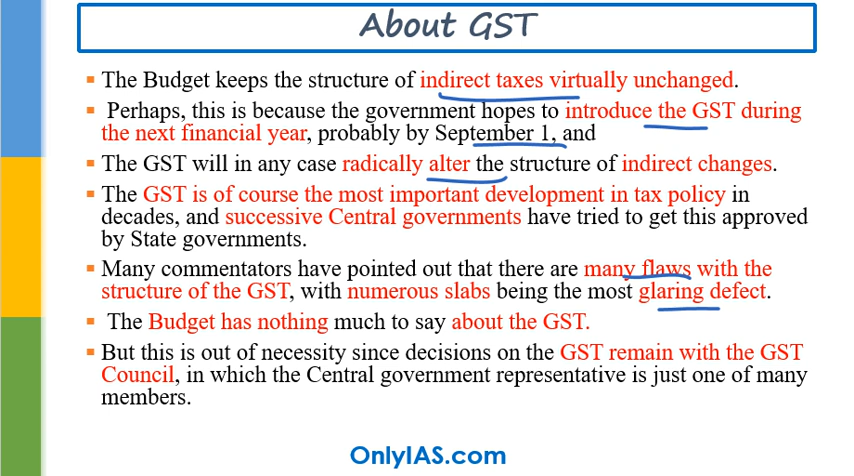 About GST
▪ The Budget keeps the structure of indirect taxes virtually unchanged.
▪ Perhaps, this is because the government hopes to introduce the GST during
the next financial year, probably by September 1, and
▪ The GST will in any case radically alter the structure of indirect changes.
▪ The GST is of course the most important development in tax policy in
decades, and successive Central governments have tried to get this approved
by State governments.
▪ Many commentators have pointed out that there are many flaws with the
structure of the GST, with numerous slabs being the most glaring defect.
▪ The Budget has nothing much to say about the GST.
▪ But this is out of necessity since decisions on the GST remain with the GST
Council, in which the Central government representative is just one of many
members.
OnlyIAS.com